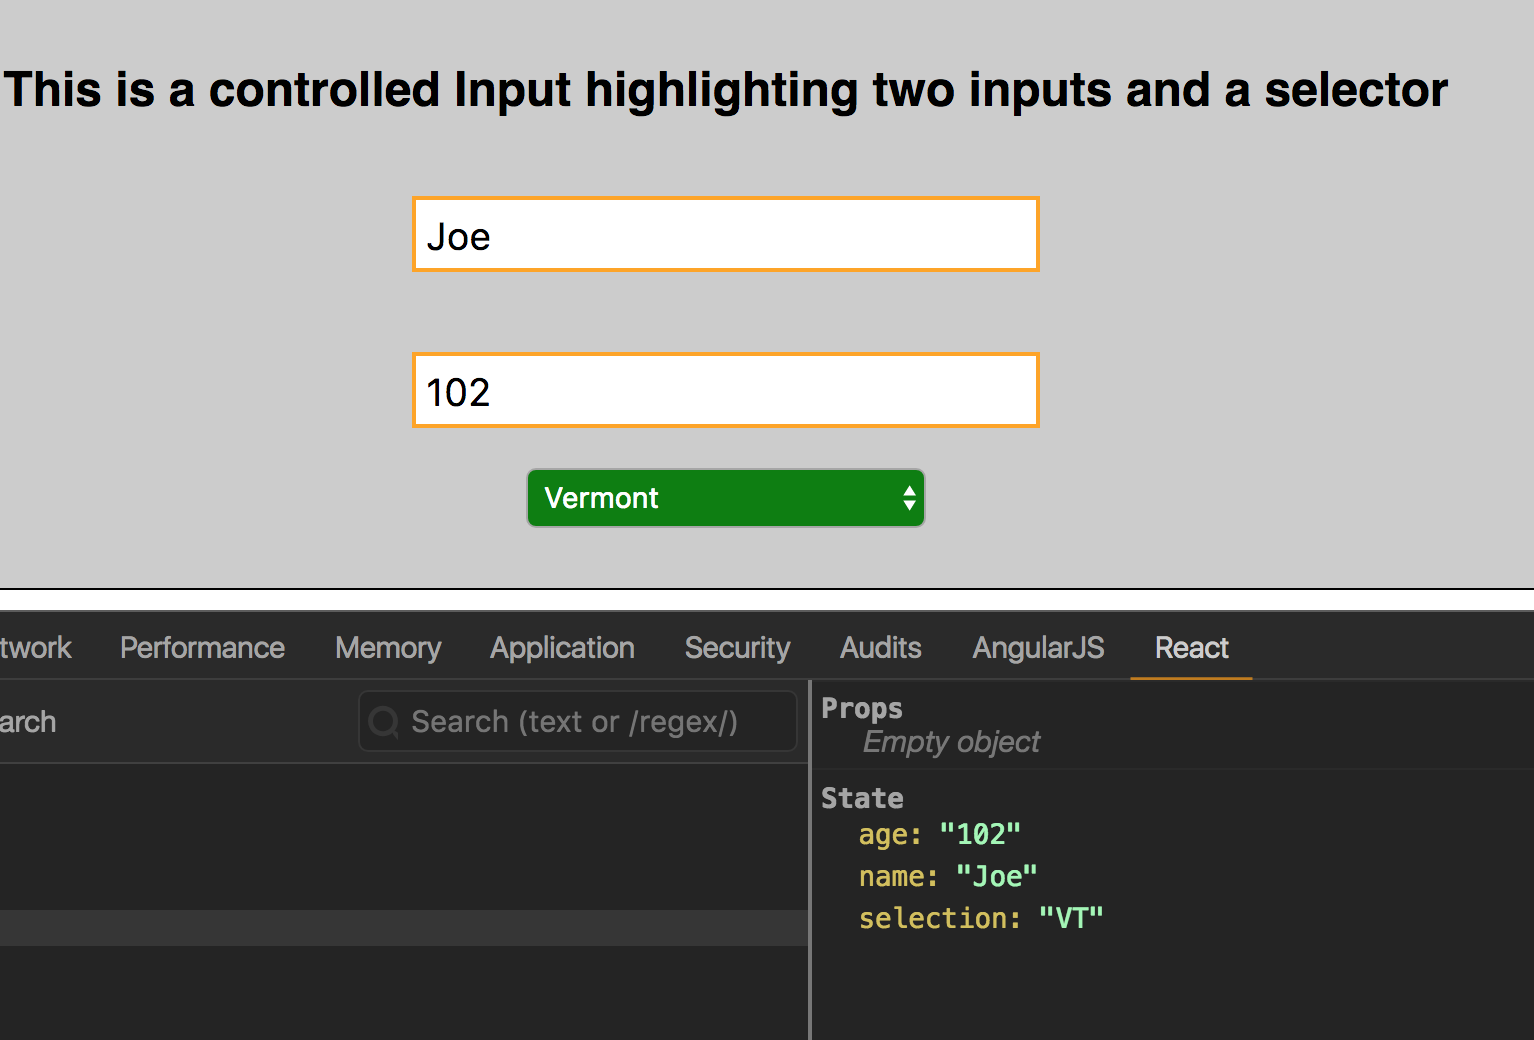 This is a controlled Input highlighting two inputs and a selector
Joe
102
Vermont
twork Performance Memory Application Security Audits AngularJS React
arch Search (text or /regex/)
Props
Empty object
State
age: "102"
name: "Joe"
selection: "VT"